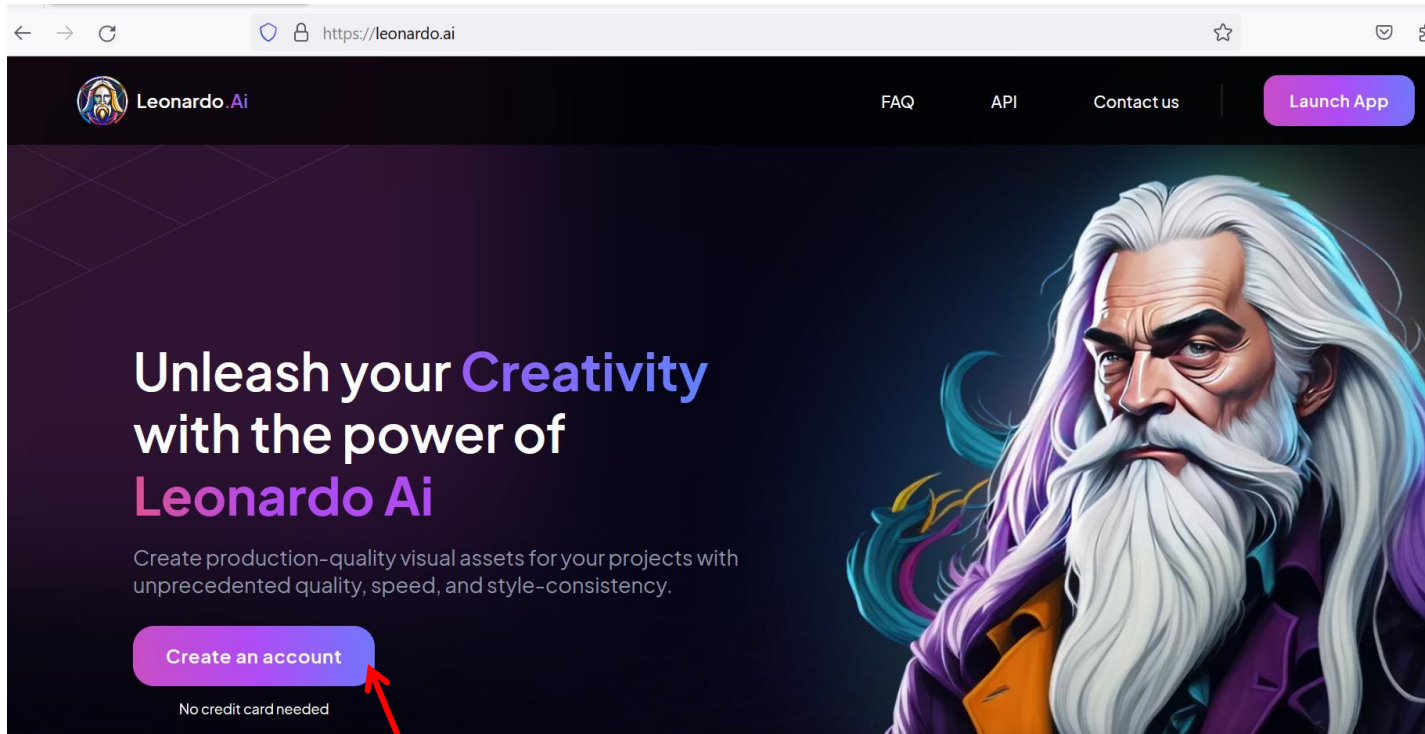 https://leonardo.ai
Leonardo.Ai
FAQ
API
Contact us
Launch App
Unleash your Creativity
with the power of
Leonardo Ai
Create production-quality visual assets for your projects with
unprecedented quality, speed, and style-consistency.
Create an account
No credit card needed